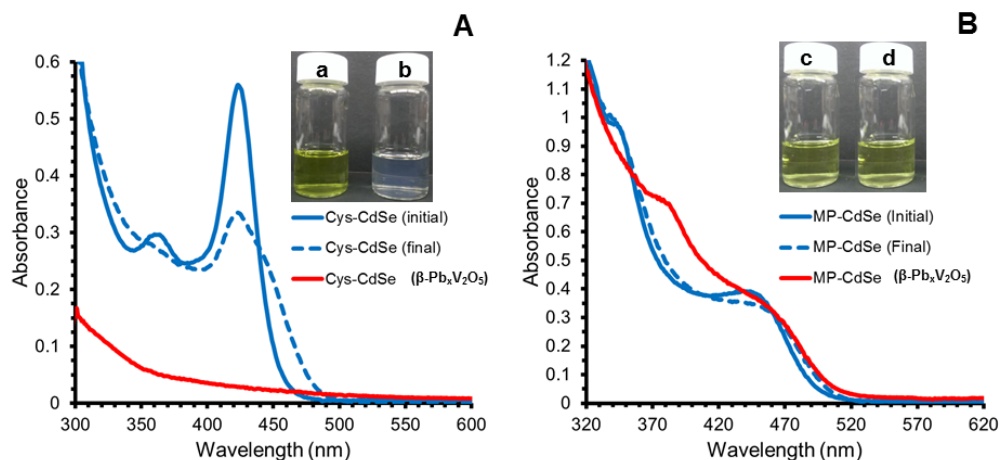 A
a b
0.6
0.5
0.4
0.3
0.2
0.1
0
Absorbance
Cys-CdSe (initial)
Cys-CdSe (final)
Cys-CdSe (β-PbₓV₂O₅)
300 350 400 450 500 550 600
Wavelength (nm)
B
c d
1.2
1.1
1
0.9
0.8
0.7
0.6
0.5
0.4
0.3
0.2
0.1
0
Absorbance
MP-CdSe (Initial)
MP-CdSe (Final)
MP-CdSe (β-PbₓV₂O₅)
320 370 420 470 520 570 620
Wavelength (nm)